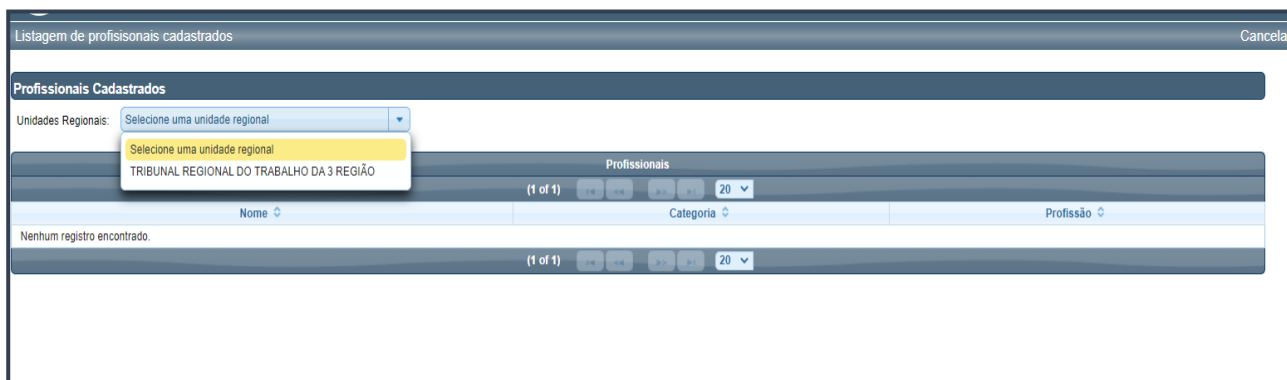 Listagem de profisisonais cadastrados Cancela
Profissionais Cadastrados
Unidades Regionais: Selecione uma unidade regional
Selecione uma unidade regional
TRIBUNAL REGIONAL DO TRABALHO DA 3 REGIÃO
Profissionais
(1 of 1) 20
Nome Categoria Profissão
Nenhum registro encontrado.
(1 of 1) 20